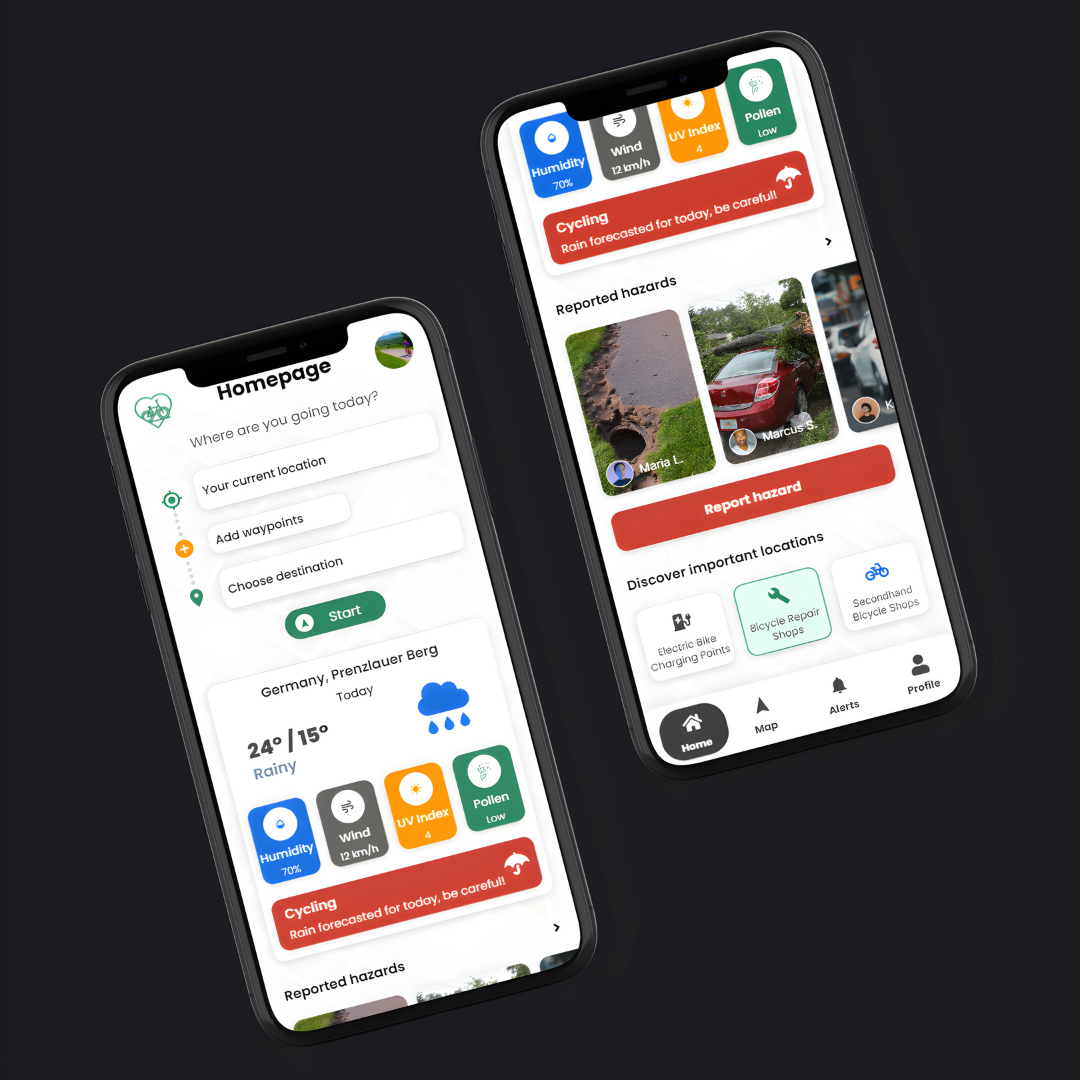 Homepage
Where are you going today?
Your current location
Add waypoints
Choose destination
Start
Germany, Prenzlauer Berg
Today
24° / 15°
Rainy
Humidity
70%
Wind
12 km/h
UV Index
4
Pollen
Low
Cycling
Rain forecasted for today, be careful!
Reported hazards
Humidity
70%
Wind
12 km/h
UV Index
4
Pollen
Low
Cycling
Rain forecasted for today, be careful!
Reported hazards
Maria L.
Marcus S.
K
Report hazard
Discover important locations
Electric Bike
Charging Points
Bicycle Repair
Shops
Secondhand
Bicycle Shops
Home
Map
Alerts
Profile